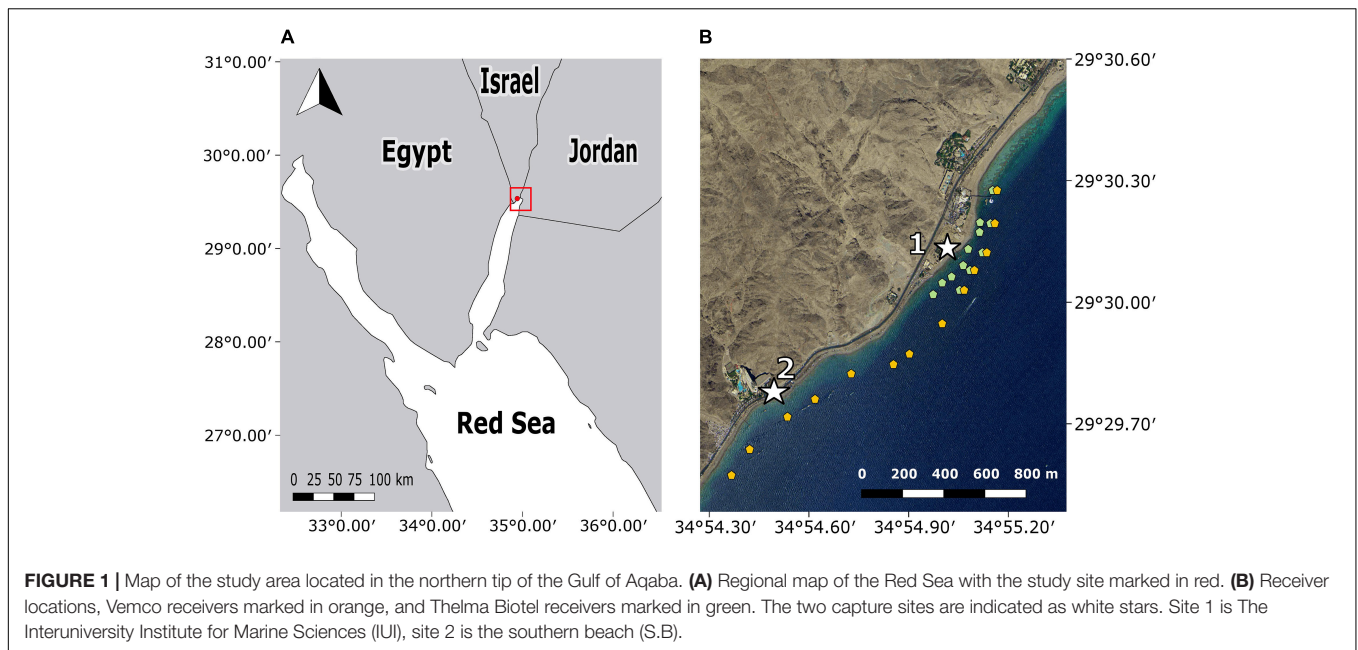 A
B
31°0.00′
30°0.00′
29°0.00′
28°0.00′
27°0.00′
Israel
Egypt
Jordan
Red Sea
0 25 50 75 100 km
33°0.00′ 34°0.00′ 35°0.00′ 36°0.00′
1
2
29°30.60′
29°30.30′
29°30.00′
29°29.70′
0 200 400 600 800 m
34°54.30′ 34°54.60′ 34°54.90′ 34°55.20′
FIGURE 1 | Map of the study area located in the northern tip of the Gulf of Aqaba. (A) Regional map of the Red Sea with the study site marked in red. (B) Receiver
locations, Vemco receivers marked in orange, and Thelma Biotel receivers marked in green. The two capture sites are indicated as white stars. Site 1 is The
Interuniversity Institute for Marine Sciences (IUI), site 2 is the southern beach (S.B).